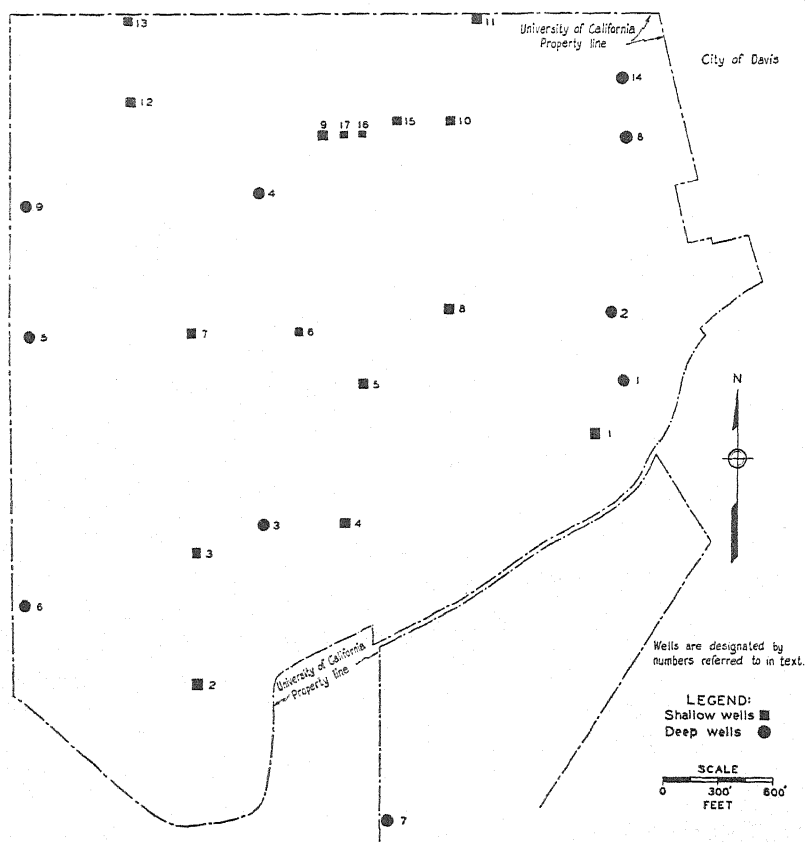 13
11
University of California
Property line
City of Davis
14
12
9 17 16 15 10
8
4
9
8
2
5
7
6
5
1
1
3
4
3
6
University of California
Property line
Wells are designated by
numbers referred to in text.
2
LEGEND:
Shallow wells
Deep wells
SCALE
0 300' 600'
FEET
7
N